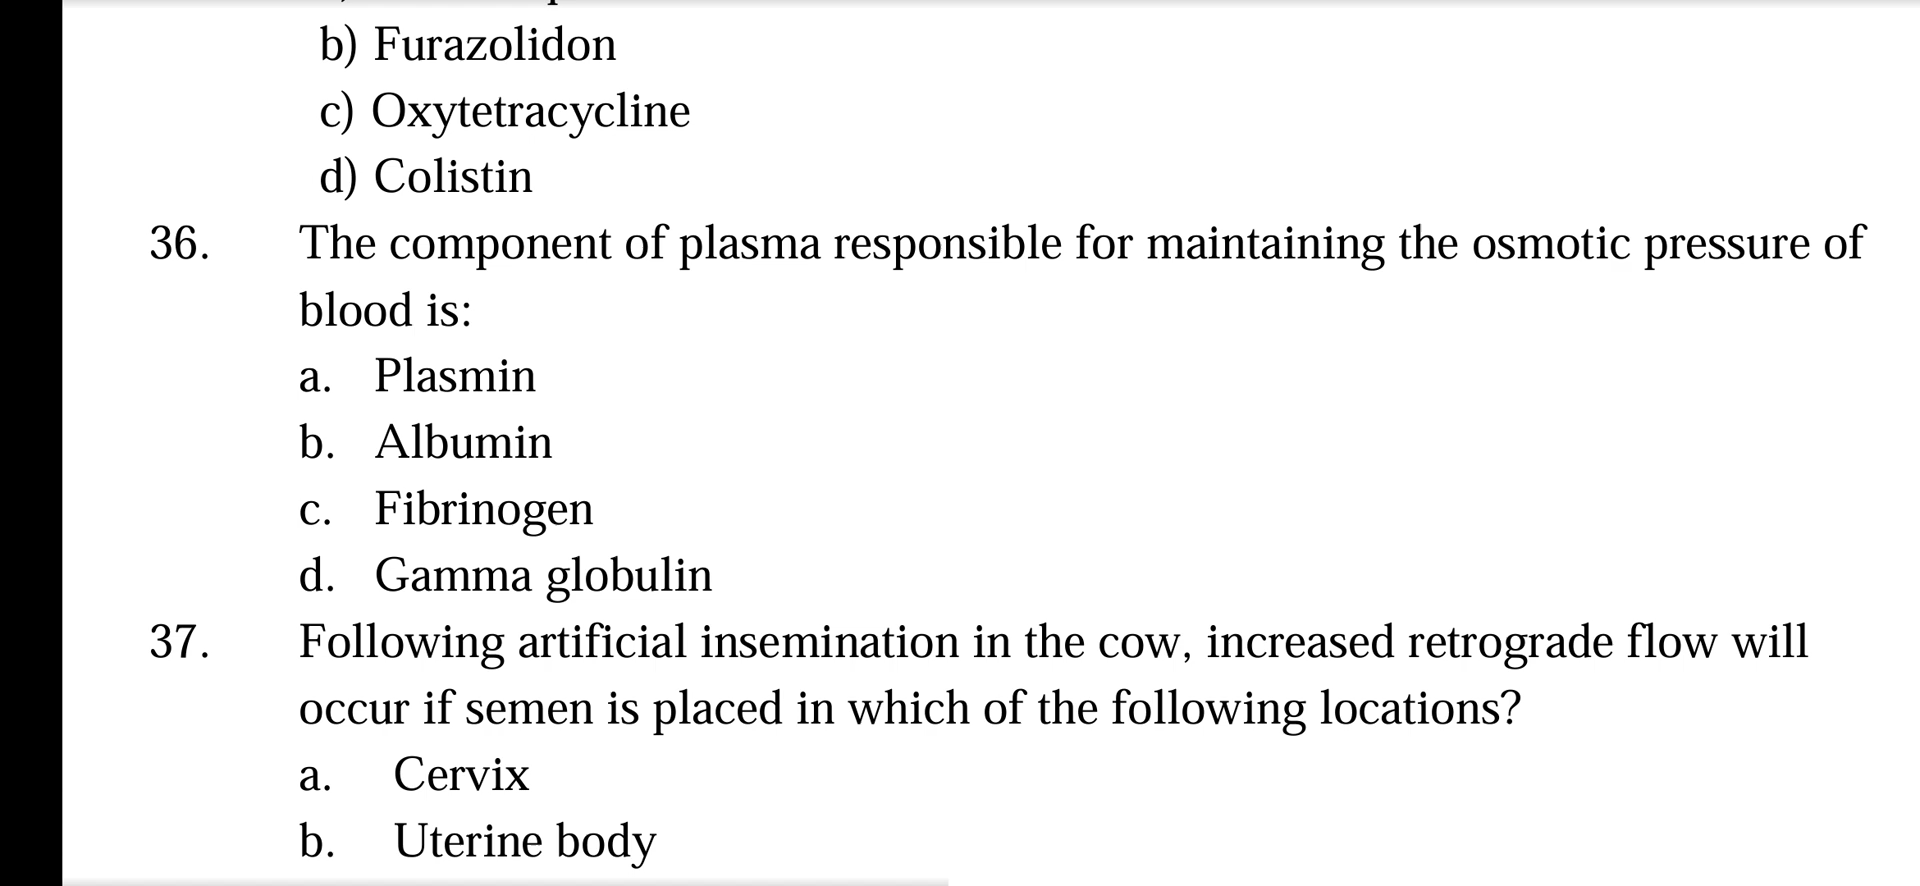 b) Furazolidon
c) Oxytetracycline
d) Colistin
36. The component of plasma responsible for maintaining the osmotic pressure of
blood is:
a. Plasmin
b. Albumin
c. Fibrinogen
d. Gamma globulin
37. Following artificial insemination in the cow, increased retrograde flow will
occur if semen is placed in which of the following locations?
a. Cervix
b. Uterine body